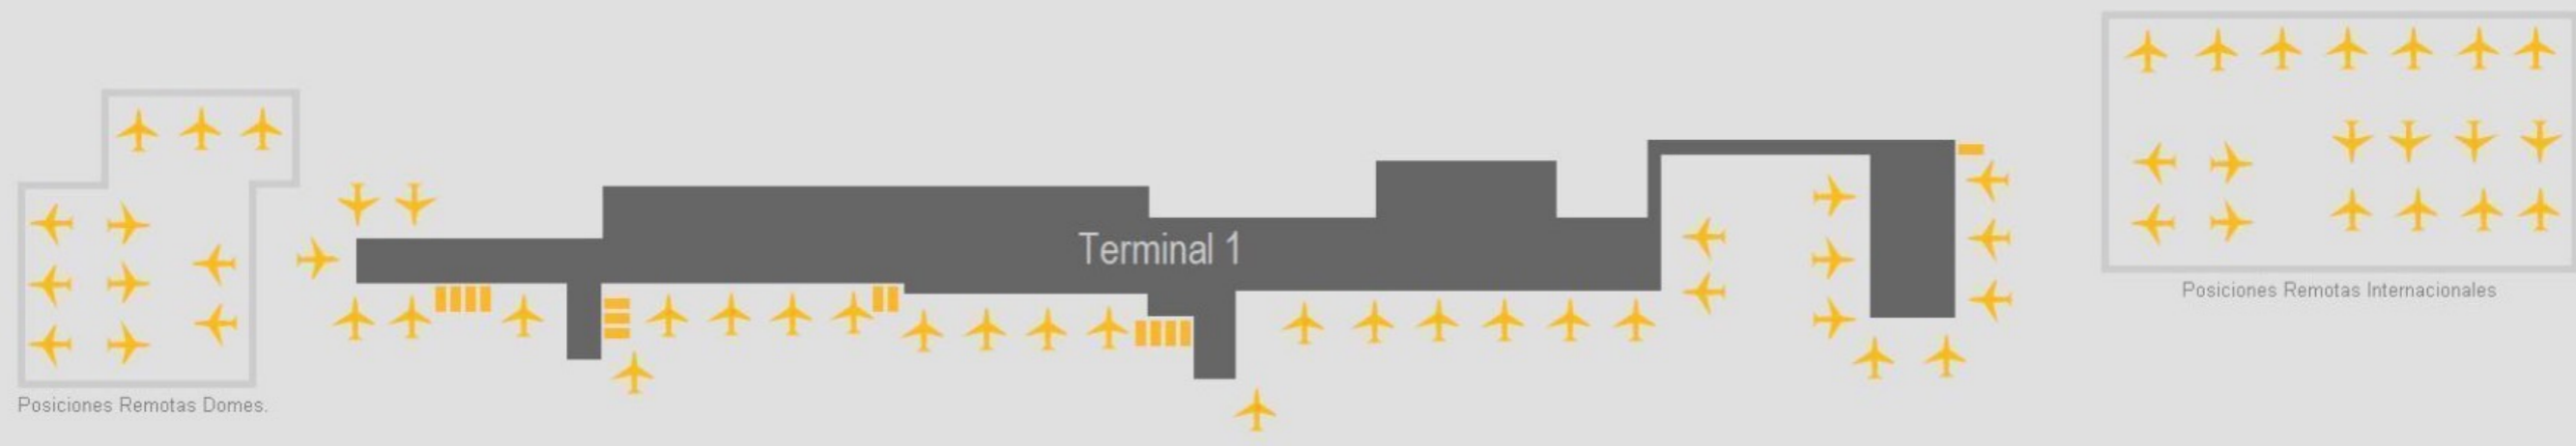 Terminal 1
Posiciones Remotas Internacionales
Posiciones Remotas Domes.